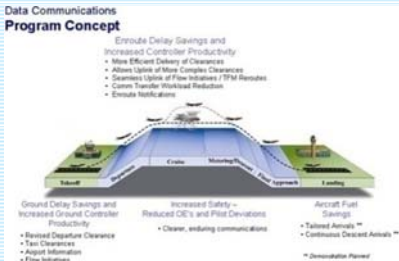 Data Communications
Program Concept
Enroute Delay Savings and
Increased Controller Productivity
• More Efficient Delivery of Clearances
• Allows Uplink of More Complex Clearances
• Seamless Uplink of Flow Initiatives / TFM Reroutes
• Comm Transfer Workload Reduction
• Enroute Notifications
Takeoff
Departure
Cruise
Final Approach
Landing
Ground Delay Savings and
Increased Ground Controller
Productivity
• Revised Departure Clearance
• Taxi Clearances
• Airport Information
• Flow Initiatives
Increased Safety –
Reduced OE's and Pilot Deviations
• Clearer, enduring communications
Aircraft Fuel
Savings
• Tailored Arrivals **
• Continuous Descent Arrivals **
** Demonstration Planned